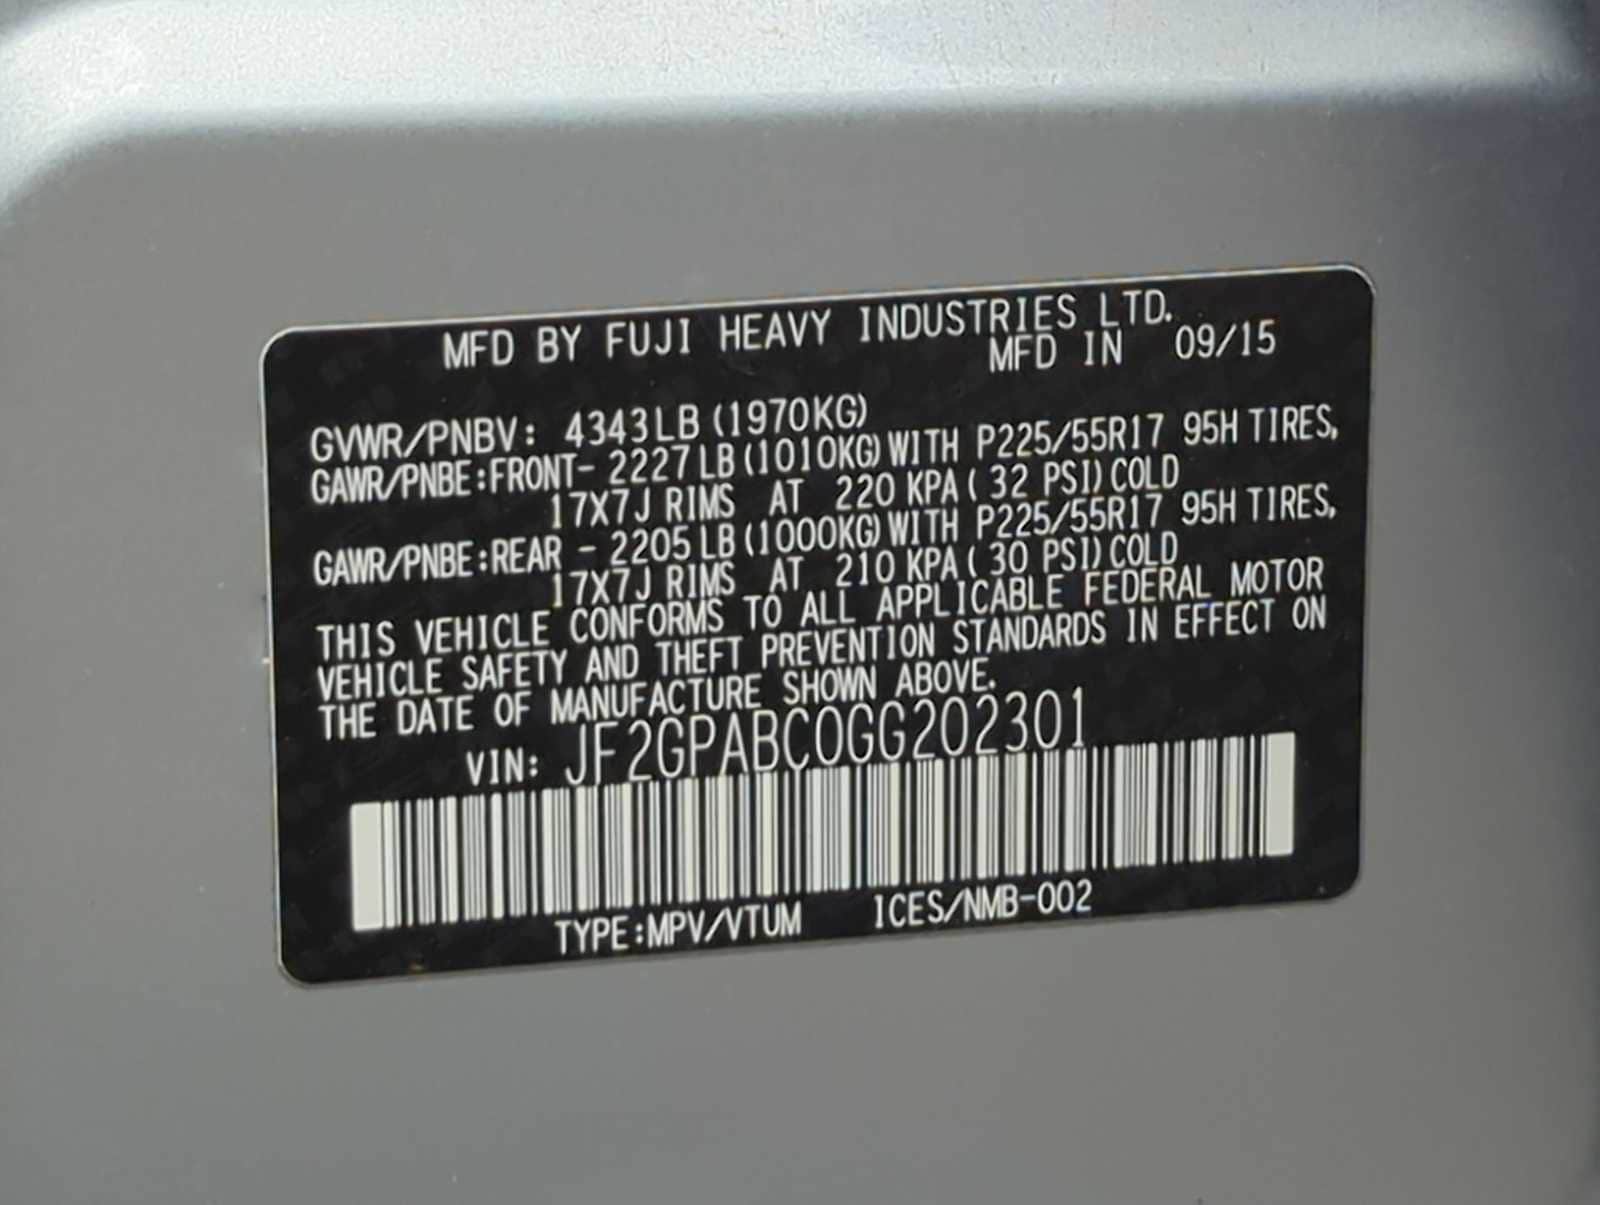 MFD BY FUJI HEAVY INDUSTRIES LTD.
MFD IN 09/15
GVWR/PNBV: 4343LB (1970KG)
GAWR/PNBE:FRONT- 2227LB (1010KG) WITH P225/55R17 95H TIRES,
17X7J RIMS AT 220 KPA ( 32 PSI) COLD
GAWR/PNBE:REAR - 2205LB (1000KG) WITH P225/55R17 95H TIRES,
17X7J RIMS AT 210 KPA ( 30 PSI) COLD
THIS VEHICLE CONFORMS TO ALL APPLICABLE FEDERAL MOTOR
VEHICLE SAFETY AND THEFT PREVENTION STANDARDS IN EFFECT ON
THE DATE OF MANUFACTURE SHOWN ABOVE.
VIN: JF2GPABC0GG202301
TYPE:MPV/VTUM ICES/NMB-002